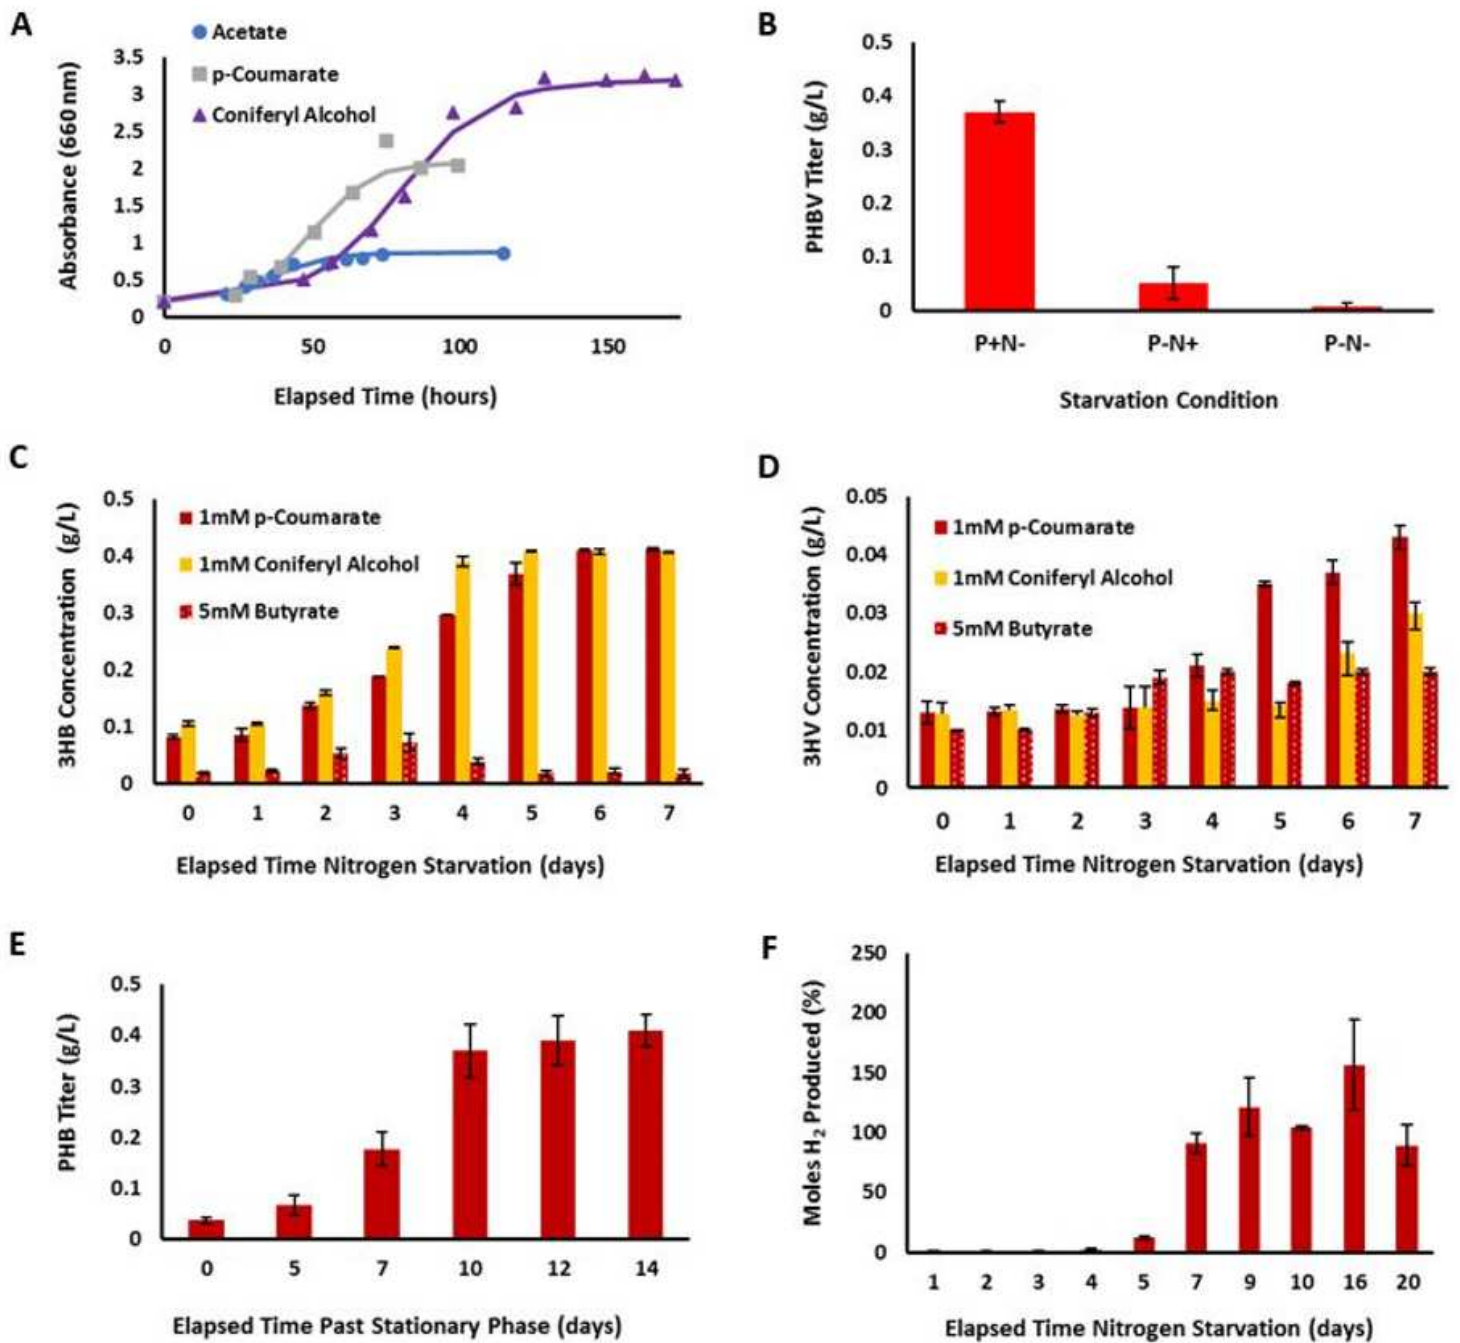 A
Acetate
p-Coumarate
Coniferyl Alcohol
Absorbance (660 nm)
3.5
3
2.5
2
1.5
1
0.5
0
0 50 100 150
Elapsed Time (hours)
B
PHBV Titer (g/L)
0.5
0.4
0.3
0.2
0.1
0
P+N- P-N+ P-N-
Starvation Condition
C
3HB Concentration (g/L)
0.5
0.4
0.3
0.2
0.1
0
1mM p-Coumarate
1mM Coniferyl Alcohol
5mM Butyrate
0 1 2 3 4 5 6 7
Elapsed Time Nitrogen Starvation (days)
D
3HV Concentration (g/L)
0.05
0.04
0.03
0.02
0.01
0
1mM p-Coumarate
1mM Coniferyl Alcohol
5mM Butyrate
0 1 2 3 4 5 6 7
Elapsed Time Nitrogen Starvation (days)
E
PHB Titer (g/L)
0.5
0.4
0.3
0.2
0.1
0
0 5 7 10 12 14
Elapsed Time Past Stationary Phase (days)
F
Moles H₂ Produced (%)
250
200
150
100
50
0
1 2 3 4 5 7 9 10 16 20
Elapsed Time Nitrogen Starvation (days)